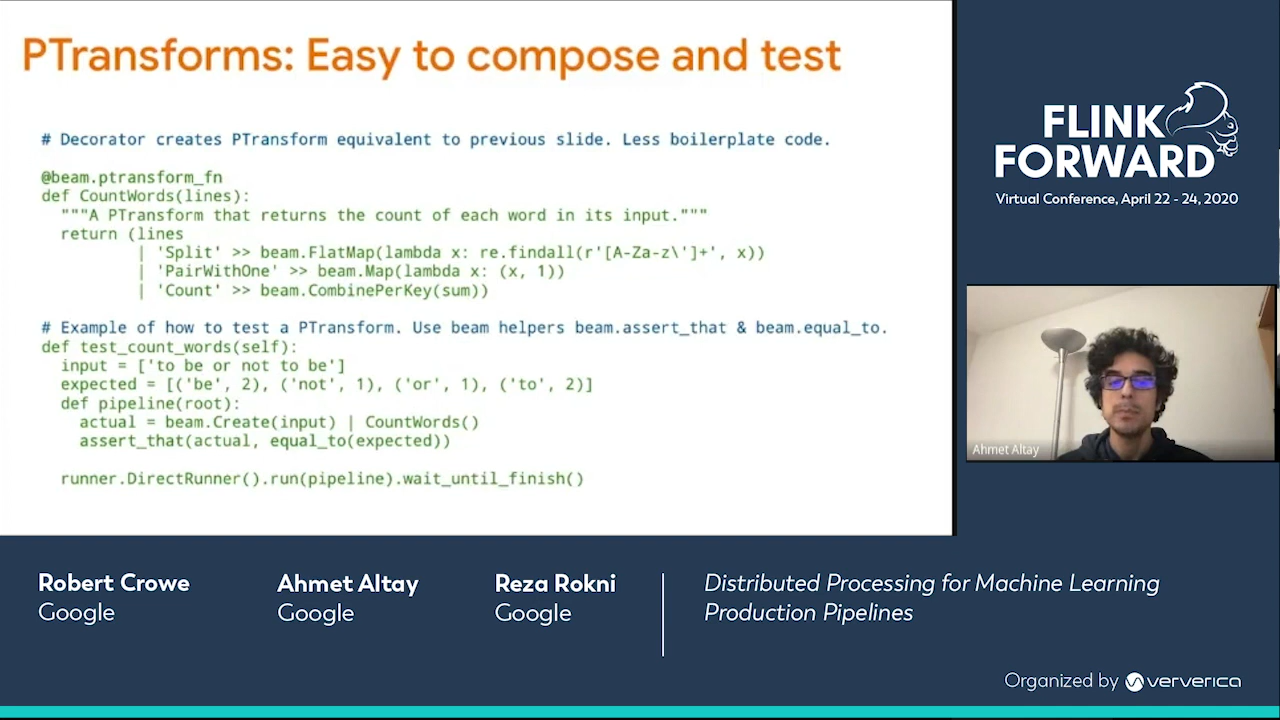 PTransforms: Easy to compose and test
# Decorator creates PTransform equivalent to previous slide. Less boilerplate code.
@beam.ptransform_fn
def CountWords(lines):
"""A PTransform that returns the count of each word in its input."""
return (lines
| 'Split' >> beam.FlatMap(lambda x: re.findall(r'[A-Za-z\']+', x))
| 'PairWithOne' >> beam.Map(lambda x: (x, 1))
| 'Count' >> beam.CombinePerKey(sum))
# Example of how to test a PTransform. Use beam helpers beam.assert_that & beam.equal_to.
def test_count_words(self):
input = ['to be or not to be']
expected = [('be', 2), ('not', 1), ('or', 1), ('to', 2)]
def pipeline(root):
actual = beam.Create(input) | CountWords()
assert_that(actual, equal_to(expected))
runner.DirectRunner().run(pipeline).wait_until_finish()
FLINK
FORWARD
Virtual Conference, April 22 - 24, 2020
Ahmet Altay
Robert Crowe
Google
Ahmet Altay
Google
Reza Rokni
Google
Distributed Processing for Machine Learning
Production Pipelines
Organized by ververica